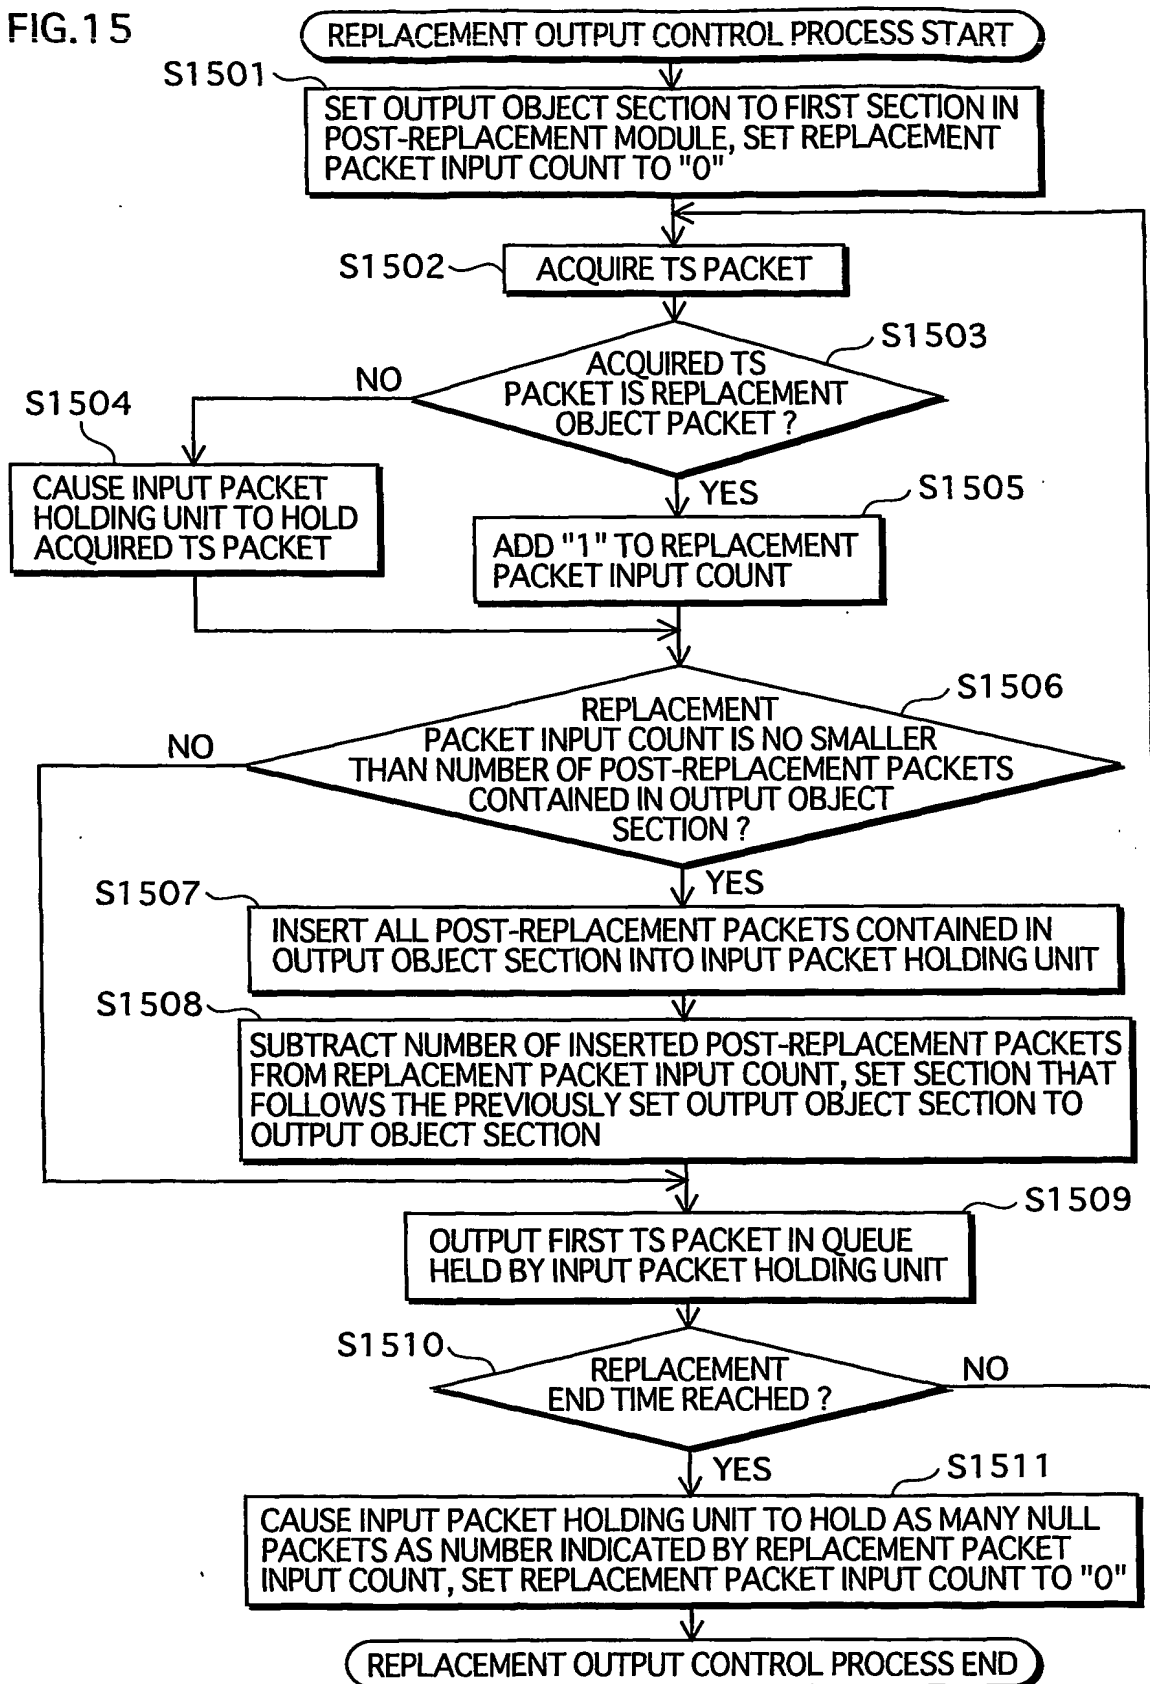 FIG.15
REPLACEMENT OUTPUT CONTROL PROCESS START
S1501
SET OUTPUT OBJECT SECTION TO FIRST SECTION IN
POST-REPLACEMENT MODULE, SET REPLACEMENT
PACKET INPUT COUNT TO "0"
S1502
ACQUIRE TS PACKET
S1503
ACQUIRED TS
PACKET IS REPLACEMENT
OBJECT PACKET ?
NO
S1504
CAUSE INPUT PACKET
HOLDING UNIT TO HOLD
ACQUIRED TS PACKET
YES
S1505
ADD "1" TO REPLACEMENT
PACKET INPUT COUNT
S1506
REPLACEMENT
PACKET INPUT COUNT IS NO SMALLER
THAN NUMBER OF POST-REPLACEMENT PACKETS
CONTAINED IN OUTPUT OBJECT
SECTION ?
NO
YES
S1507
INSERT ALL POST-REPLACEMENT PACKETS CONTAINED IN
OUTPUT OBJECT SECTION INTO INPUT PACKET HOLDING UNIT
S1508
SUBTRACT NUMBER OF INSERTED POST-REPLACEMENT PACKETS
FROM REPLACEMENT PACKET INPUT COUNT, SET SECTION THAT
FOLLOWS THE PREVIOUSLY SET OUTPUT OBJECT SECTION TO
OUTPUT OBJECT SECTION
S1509
OUTPUT FIRST TS PACKET IN QUEUE
HELD BY INPUT PACKET HOLDING UNIT
S1510
REPLACEMENT
END TIME REACHED ?
NO
YES
S1511
CAUSE INPUT PACKET HOLDING UNIT TO HOLD AS MANY NULL
PACKETS AS NUMBER INDICATED BY REPLACEMENT PACKET
INPUT COUNT, SET REPLACEMENT PACKET INPUT COUNT TO "0"
REPLACEMENT OUTPUT CONTROL PROCESS END